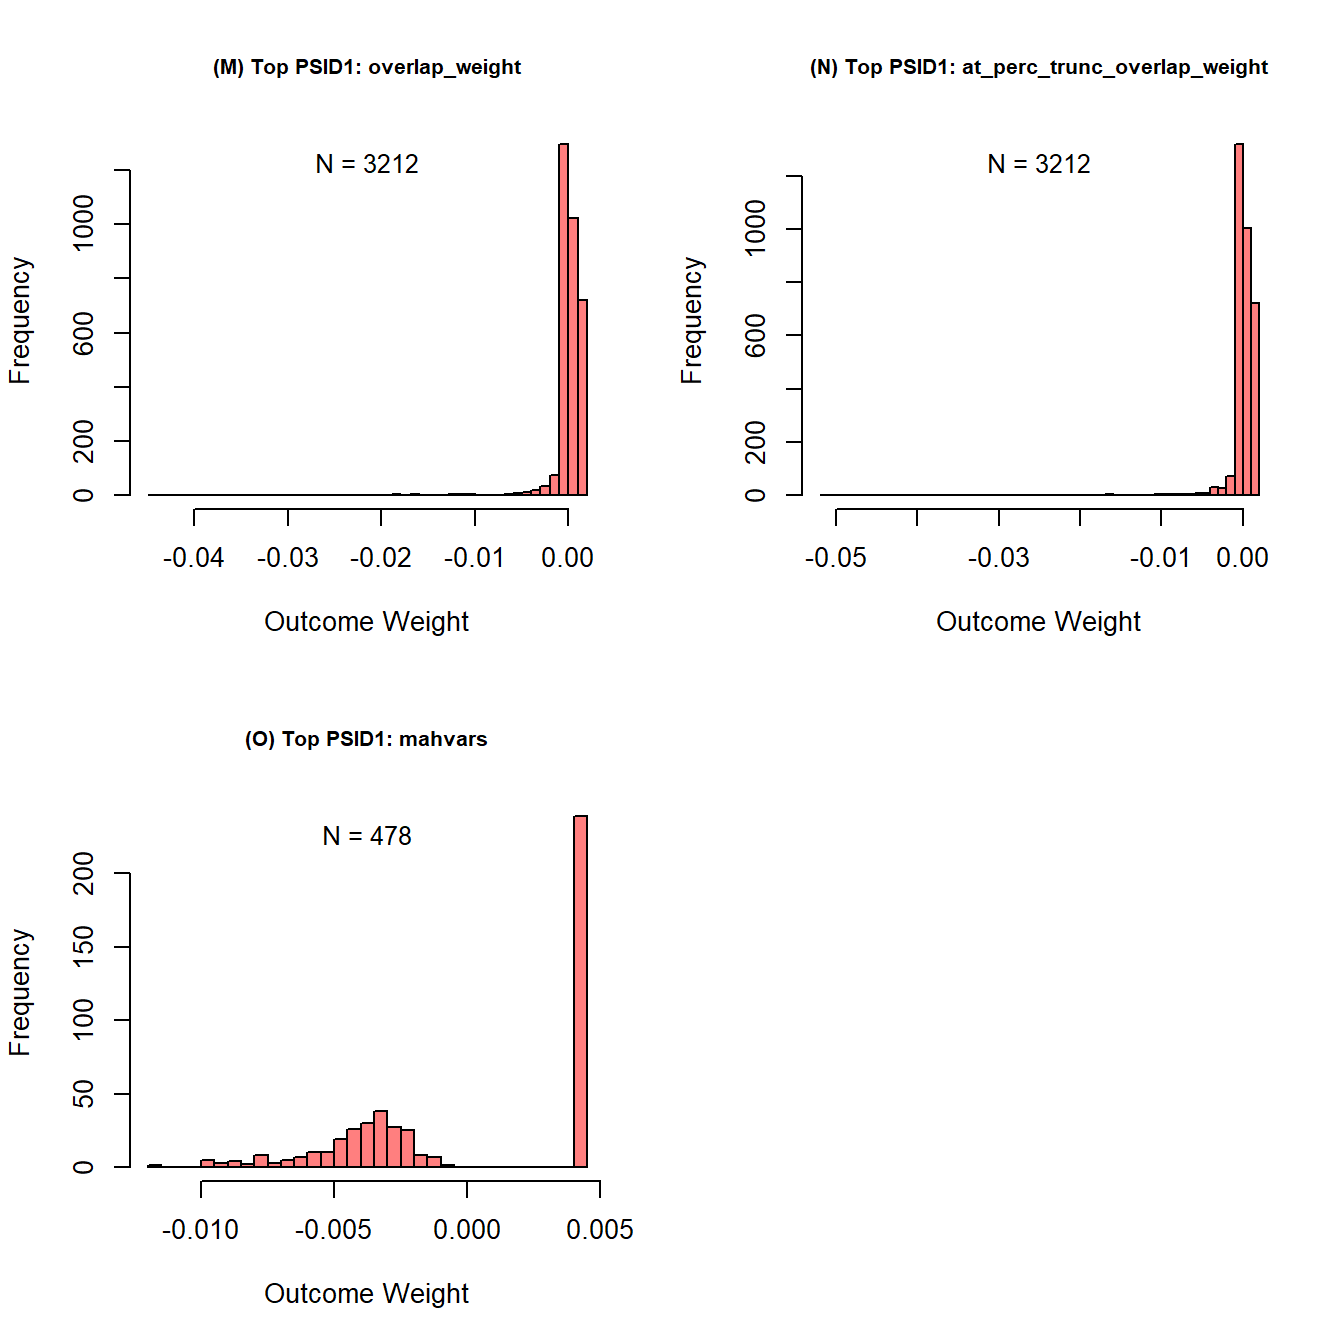 (M) Top PSID1: overlap_weight
N = 3212
Frequency
0
200
600
1000
-0.04
-0.03
-0.02
-0.01
0.00
Outcome Weight
(N) Top PSID1: at_perc_trunc_overlap_weight
N = 3212
Frequency
0
200
600
1000
-0.05
-0.03
-0.01
0.00
Outcome Weight
(O) Top PSID1: mahvars
N = 478
Frequency
0
50
100
150
200
-0.010
-0.005
0.000
0.005
Outcome Weight